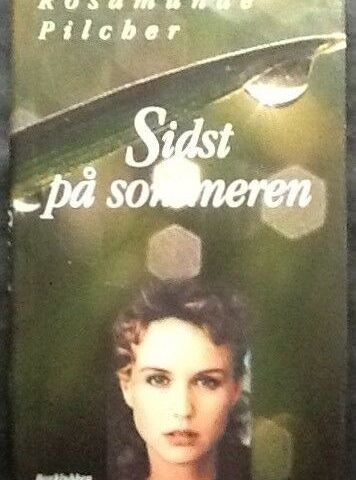 Rosamunde
Pilcher
Sidst
på sommeren